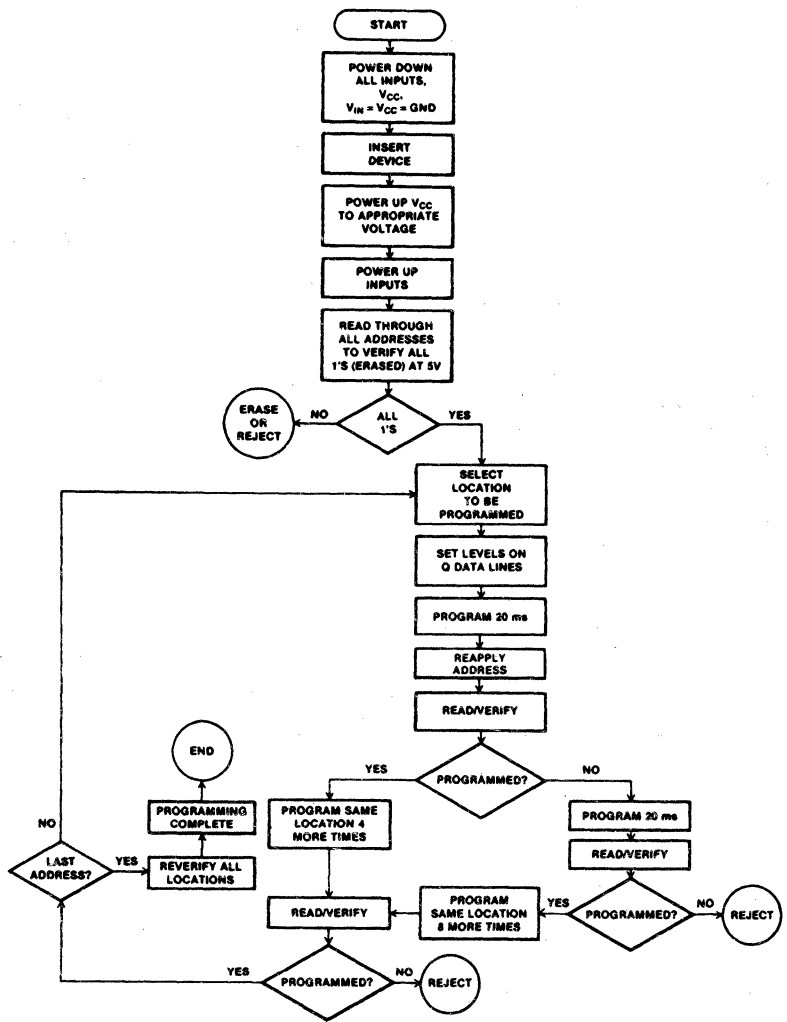 START
POWER DOWN
ALL INPUTS,
VCC,
VIN = VCC = GND
INSERT
DEVICE
POWER UP VCC
TO APPROPRIATE
VOLTAGE
POWER UP
INPUTS
READ THROUGH
ALL ADDRESSES
TO VERIFY ALL
1'S (ERASED) AT 5V
ERASE
OR
REJECT
NO
ALL
1'S
YES
SELECT
LOCATION
TO BE
PROGRAMMED
SET LEVELS ON
Q DATA LINES
PROGRAM 20 ms
REAPPLY
ADDRESS
READ/VERIFY
PROGRAMMED?
YES
NO
PROGRAM SAME
LOCATION 4
MORE TIMES
PROGRAM 20 ms
READ/VERIFY
PROGRAMMED?
NO
REJECT
YES
PROGRAM
SAME LOCATION
8 MORE TIMES
READ/VERIFY
PROGRAMMED?
NO
REJECT
YES
LAST
ADDRESS?
NO
YES
REVERIFY ALL
LOCATIONS
PROGRAMMING
COMPLETE
END